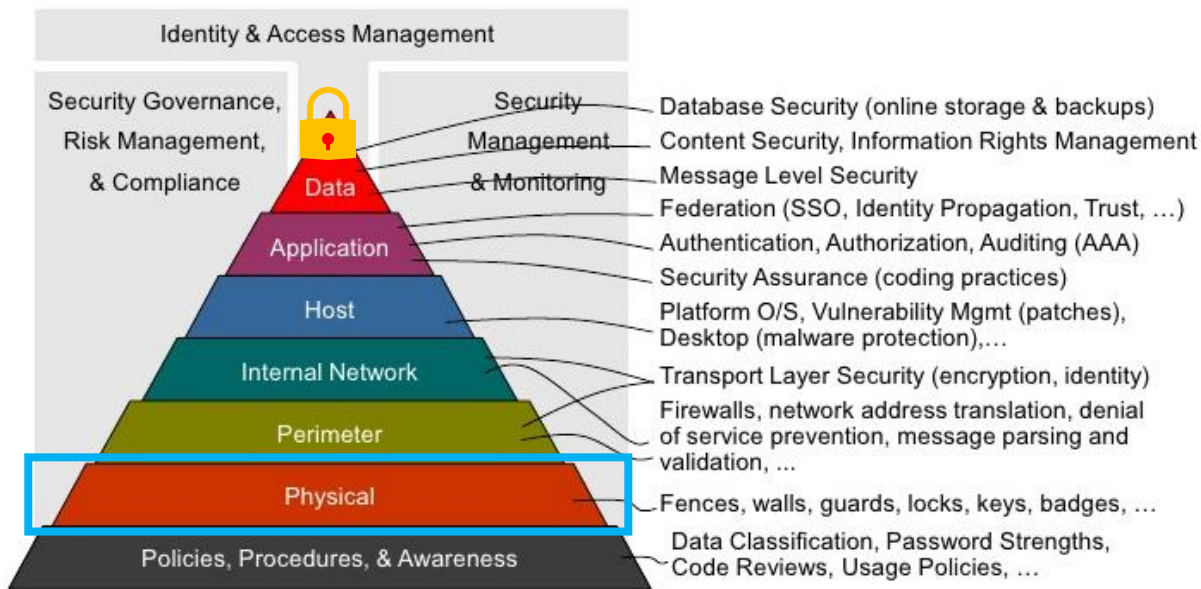 Identity & Access Management
Security Governance,
Risk Management,
& Compliance
Security
Management
& Monitoring
Data
Application
Host
Internal Network
Perimeter
Physical
Policies, Procedures, & Awareness
Database Security (online storage & backups)
Content Security, Information Rights Management
Message Level Security
Federation (SSO, Identity Propagation, Trust, …)
Authentication, Authorization, Auditing (AAA)
Security Assurance (coding practices)
Platform O/S, Vulnerability Mgmt (patches),
Desktop (malware protection),…
Transport Layer Security (encryption, identity)
Firewalls, network address translation, denial
of service prevention, message parsing and
validation, ...
Fences, walls, guards, locks, keys, badges, …
Data Classification, Password Strengths,
Code Reviews, Usage Policies, …